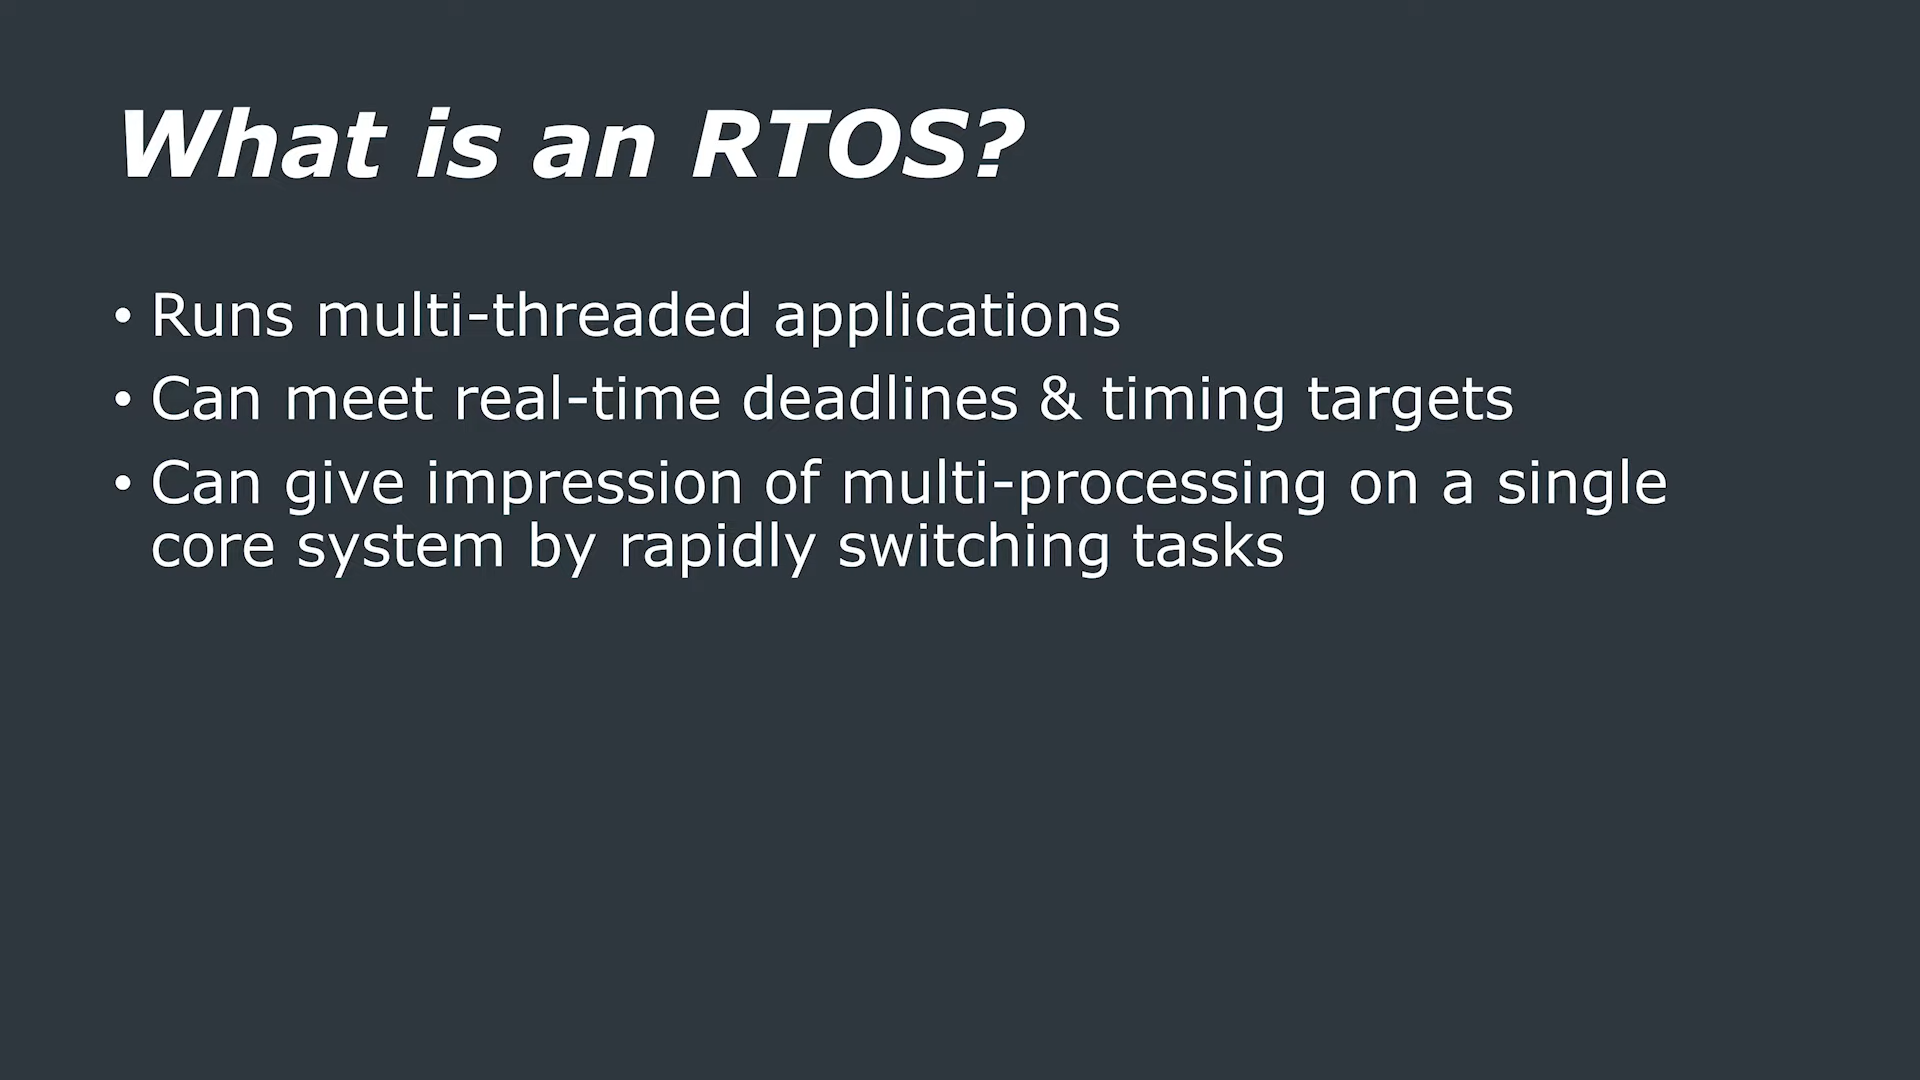 What is an RTOS?
• Runs multi-threaded applications
• Can meet real-time deadlines & timing targets
• Can give impression of multi-processing on a single
core system by rapidly switching tasks